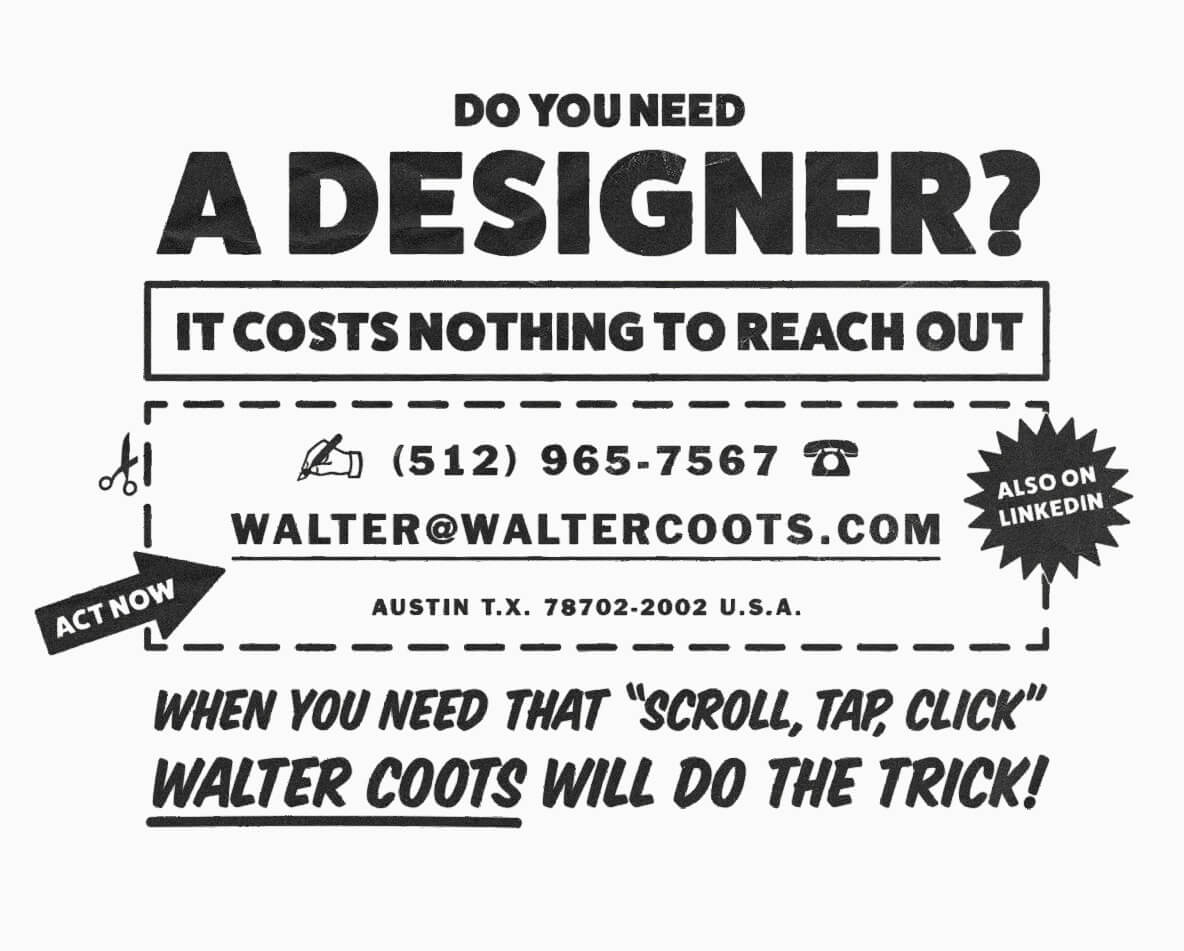 DO YOU NEED
A DESIGNER?
IT COSTS NOTHING TO REACH OUT
(512) 965-7567
WALTER@WALTERCOOTS.COM
ALSO ON
LINKEDIN
ACT NOW
AUSTIN T.X. 78702-2002 U.S.A.
WHEN YOU NEED THAT “SCROLL, TAP, CLICK”
WALTER COOTS WILL DO THE TRICK!